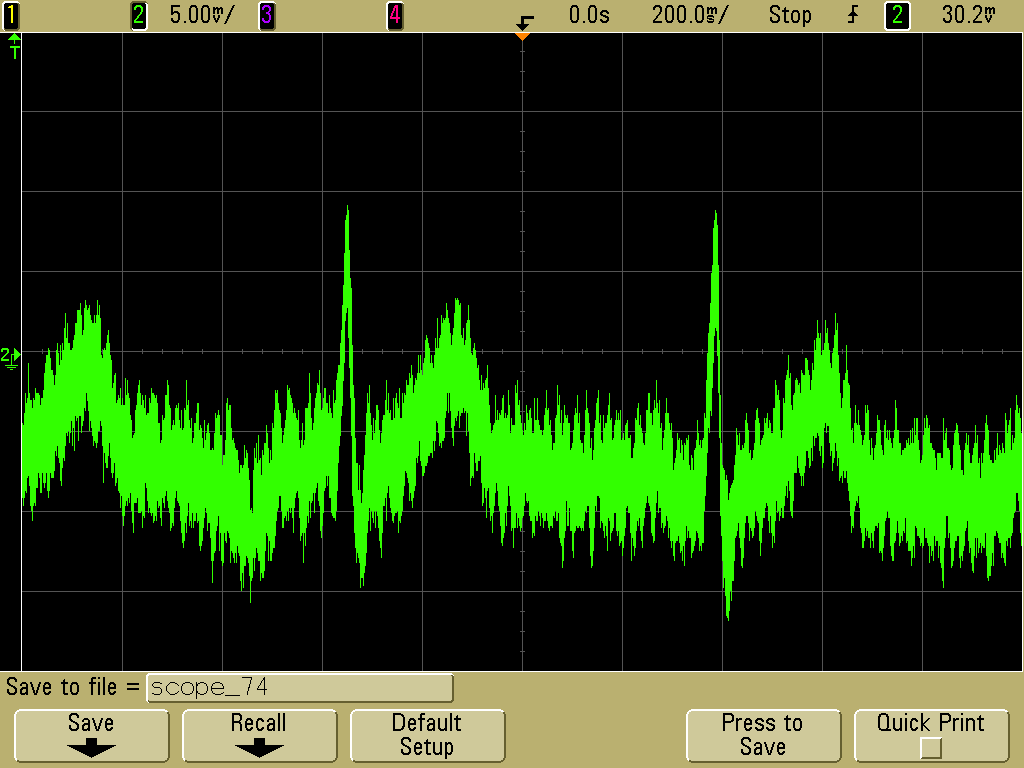 1 2 5.00mV/ 3 4 0.0s 200.0ms/ Stop 2 30.2mV
T
2
Save to file = scope_74
Save Recall Default Setup Press to Save Quick Print